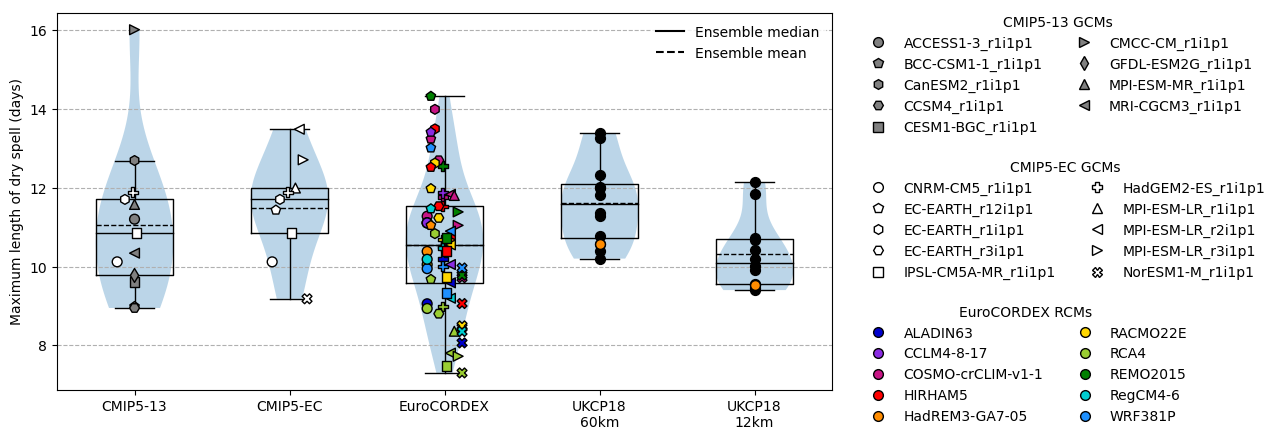 Maximum length of dry spell (days)
16
14
12
10
8
Ensemble median
Ensemble mean
CMIP5-13
CMIP5-EC
EuroCORDEX
UKCP18
60km
UKCP18
12km
CMIP5-13 GCMs
ACCESS1-3_r1i1p1
BCC-CSM1-1_r1i1p1
CanESM2_r1i1p1
CCSM4_r1i1p1
CESM1-BGC_r1i1p1
CMCC-CM_r1i1p1
GFDL-ESM2G_r1i1p1
MPI-ESM-MR_r1i1p1
MRI-CGCM3_r1i1p1
CMIP5-EC GCMs
CNRM-CM5_r1i1p1
EC-EARTH_r12i1p1
EC-EARTH_r1i1p1
EC-EARTH_r3i1p1
IPSL-CM5A-MR_r1i1p1
HadGEM2-ES_r1i1p1
MPI-ESM-LR_r1i1p1
MPI-ESM-LR_r2i1p1
MPI-ESM-LR_r3i1p1
NorESM1-M_r1i1p1
EuroCORDEX RCMs
ALADIN63
CCLM4-8-17
COSMO-crCLIM-v1-1
HIRHAM5
HadREM3-GA7-05
RACMO22E
RCA4
REMO2015
RegCM4-6
WRF381P